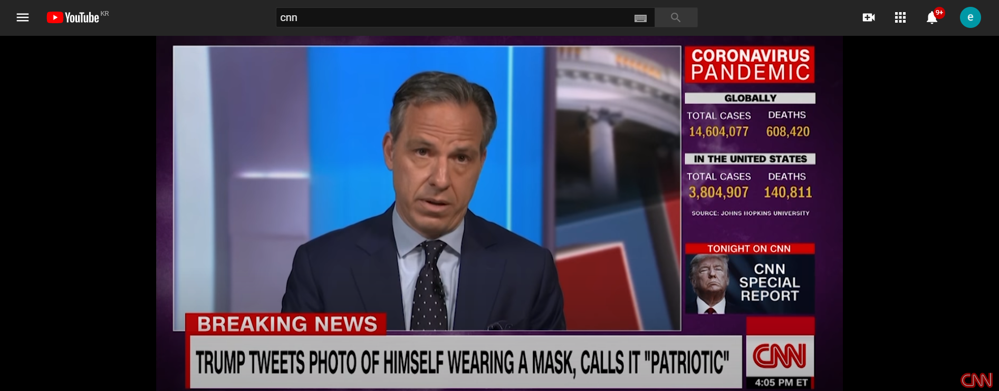 YouTube KR
cnn
9+
e
CORONAVIRUS
PANDEMIC
GLOBALLY
TOTAL CASES DEATHS
14,604,077 608,420
IN THE UNITED STATES
TOTAL CASES DEATHS
3,804,907 140,811
SOURCE: JOHNS HOPKINS UNIVERSITY
TONIGHT ON CNN
CNN
SPECIAL
REPORT
BREAKING NEWS
TRUMP TWEETS PHOTO OF HIMSELF WEARING A MASK, CALLS IT "PATRIOTIC"
CNN
4:05 PM ET
CNN